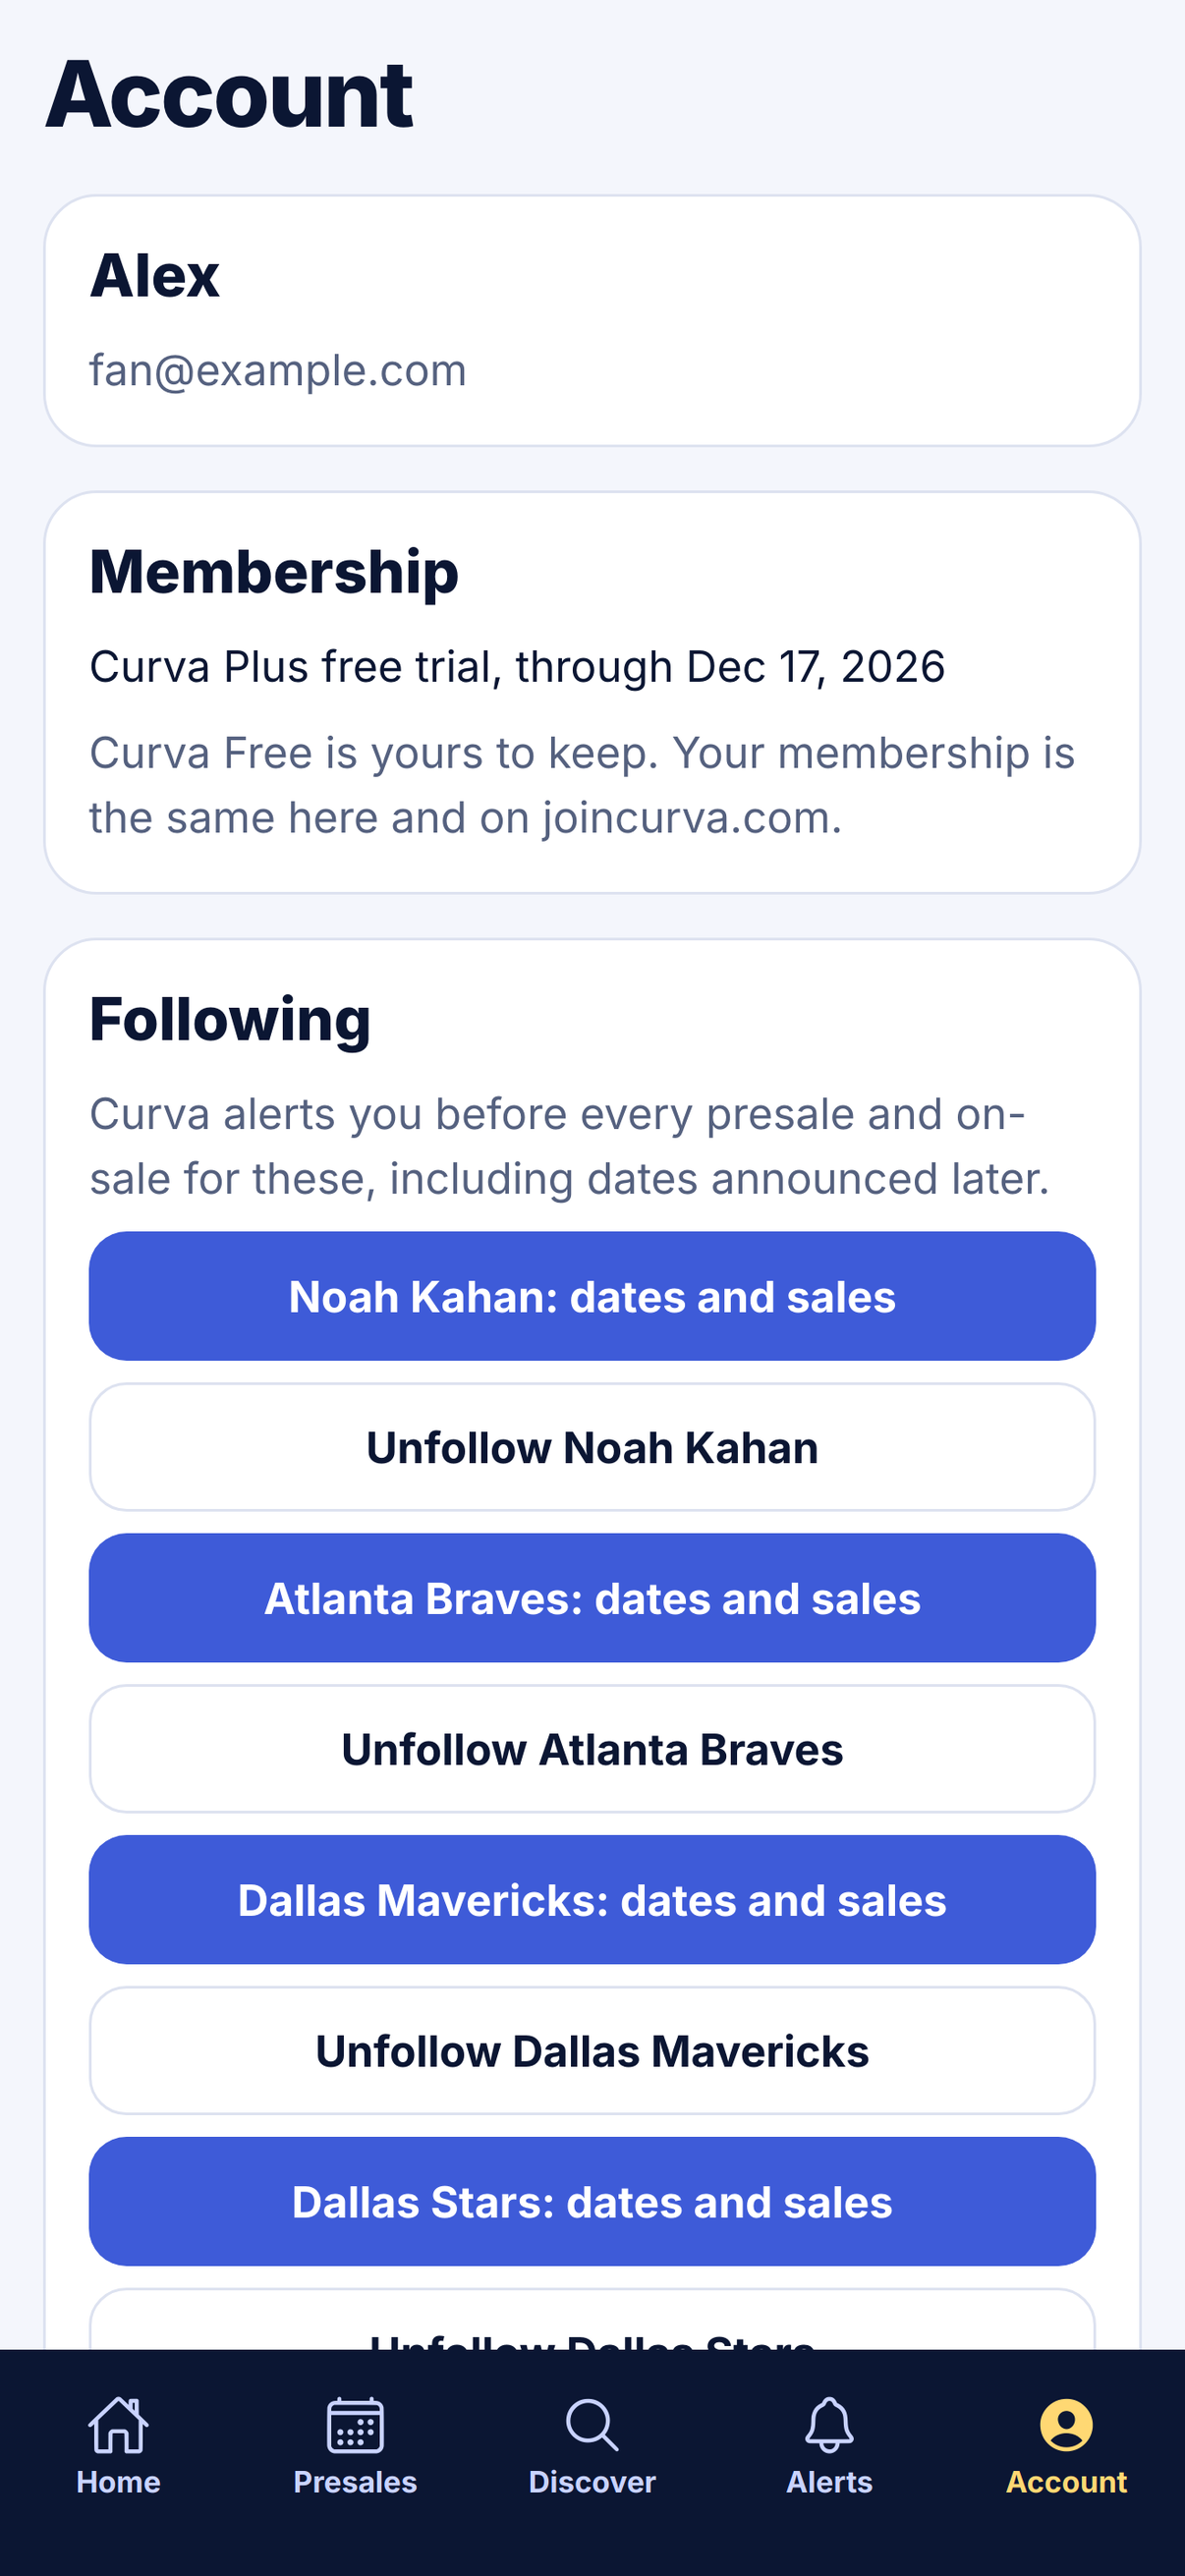 Account
Alex
fan@example.com
Membership
Curva Plus free trial, through Dec 17, 2026
Curva Free is yours to keep. Your membership is
the same here and on joincurva.com.
Following
Curva alerts you before every presale and on-
sale for these, including dates announced later.
Noah Kahan: dates and sales
Unfollow Noah Kahan
Atlanta Braves: dates and sales
Unfollow Atlanta Braves
Dallas Mavericks: dates and sales
Unfollow Dallas Mavericks
Dallas Stars: dates and sales
Unfollow Dallas Stars
Home
Presales
Discover
Alerts
Account